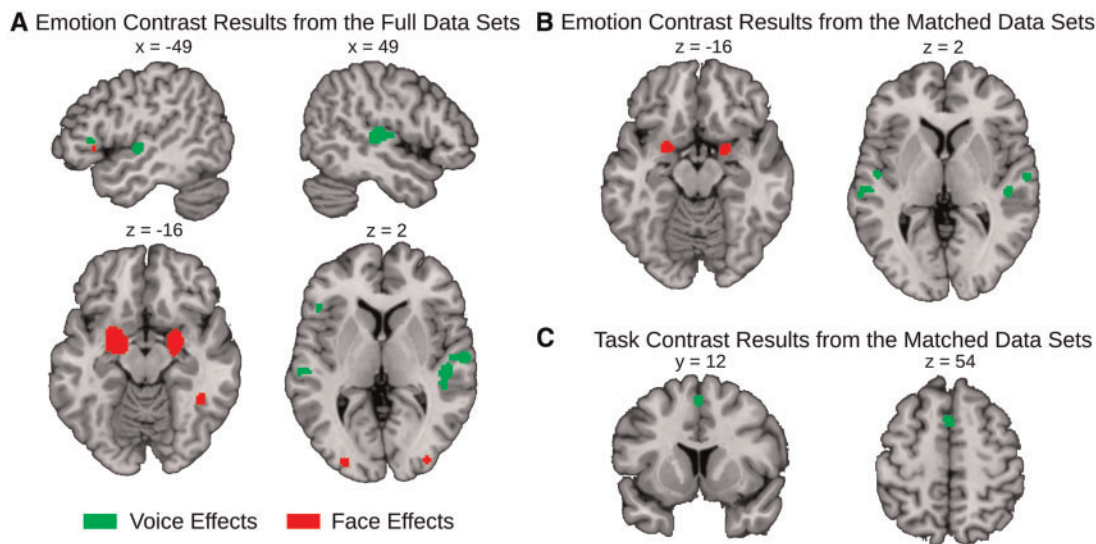 A Emotion Contrast Results from the Full Data Sets
x = -49 x = 49
z = -16 z = 2
Voice Effects Face Effects
B Emotion Contrast Results from the Matched Data Sets
z = -16 z = 2
C Task Contrast Results from the Matched Data Sets
y = 12 z = 54